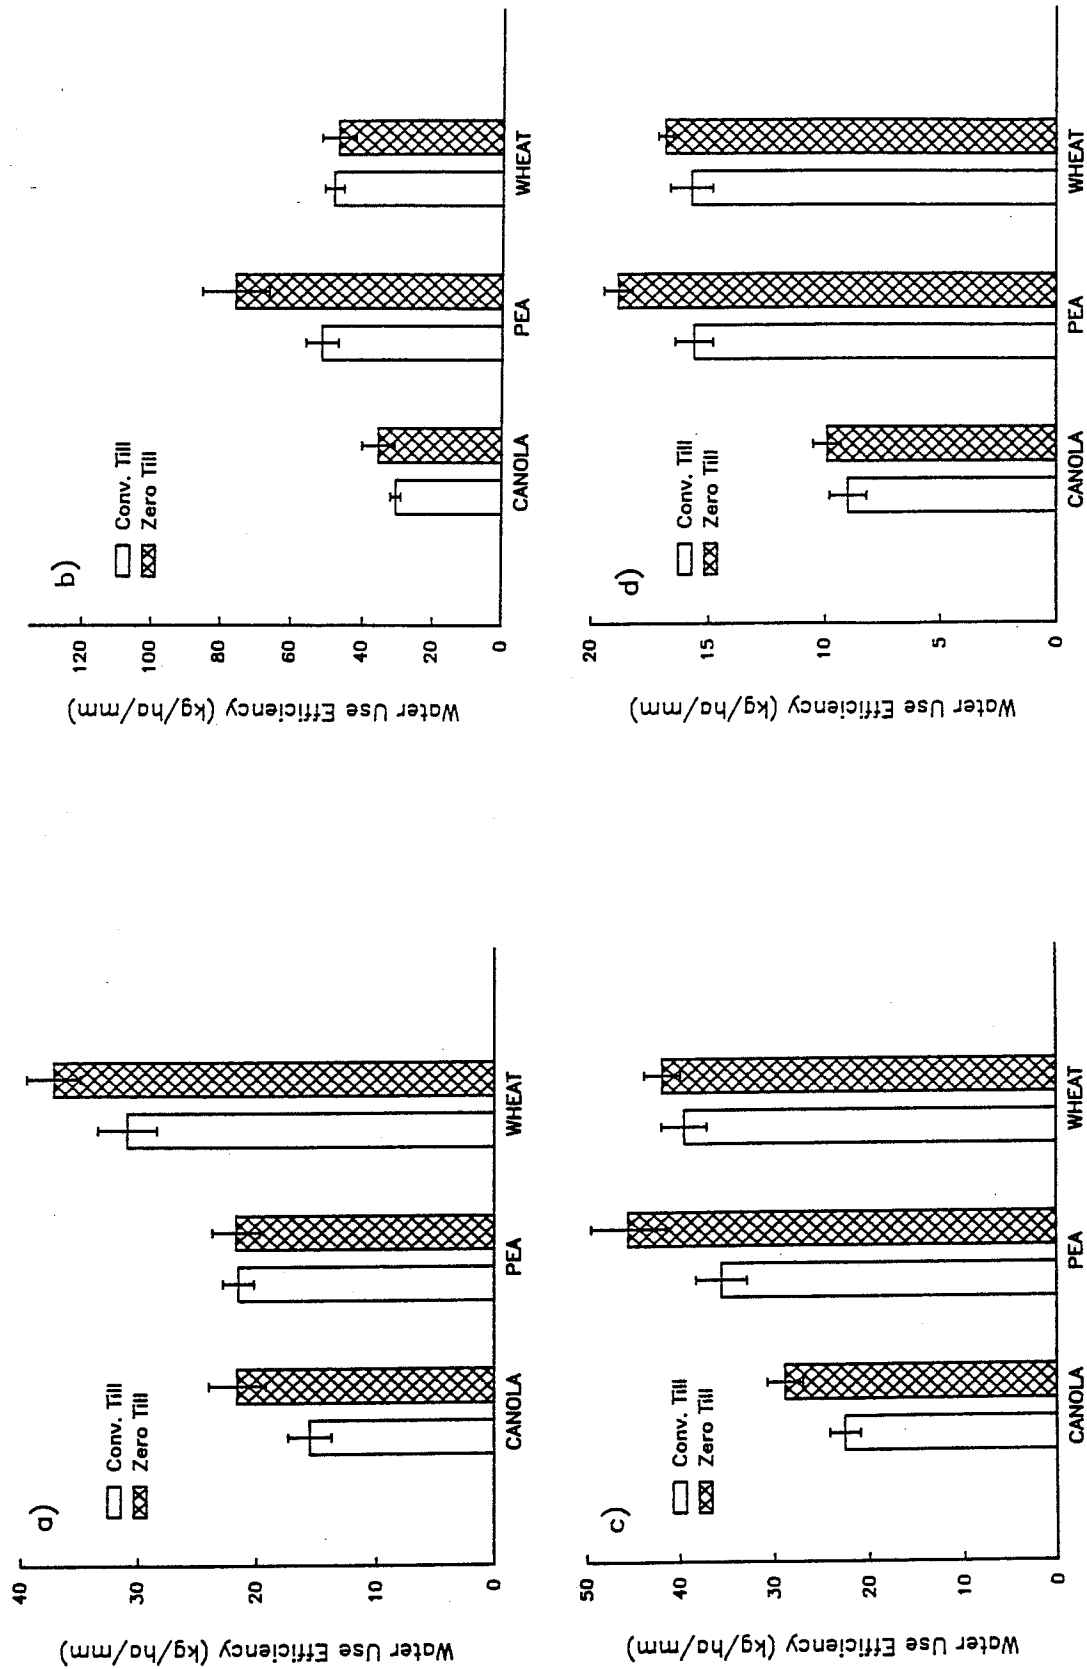 a)
Conv. Till
Zero Till
Water Use Efficiency (kg/ha/mm)
40
30
20
10
0
CANOLA
PEA
WHEAT
b)
Conv. Till
Zero Till
Water Use Efficiency (kg/ha/mm)
120
100
80
60
40
20
0
CANOLA
PEA
WHEAT
c)
Conv. Till
Zero Till
Water Use Efficiency (kg/ha/mm)
50
40
30
20
10
0
CANOLA
PEA
WHEAT
d)
Conv. Till
Zero Till
Water Use Efficiency (kg/ha/mm)
20
15
10
5
0
CANOLA
PEA
WHEAT